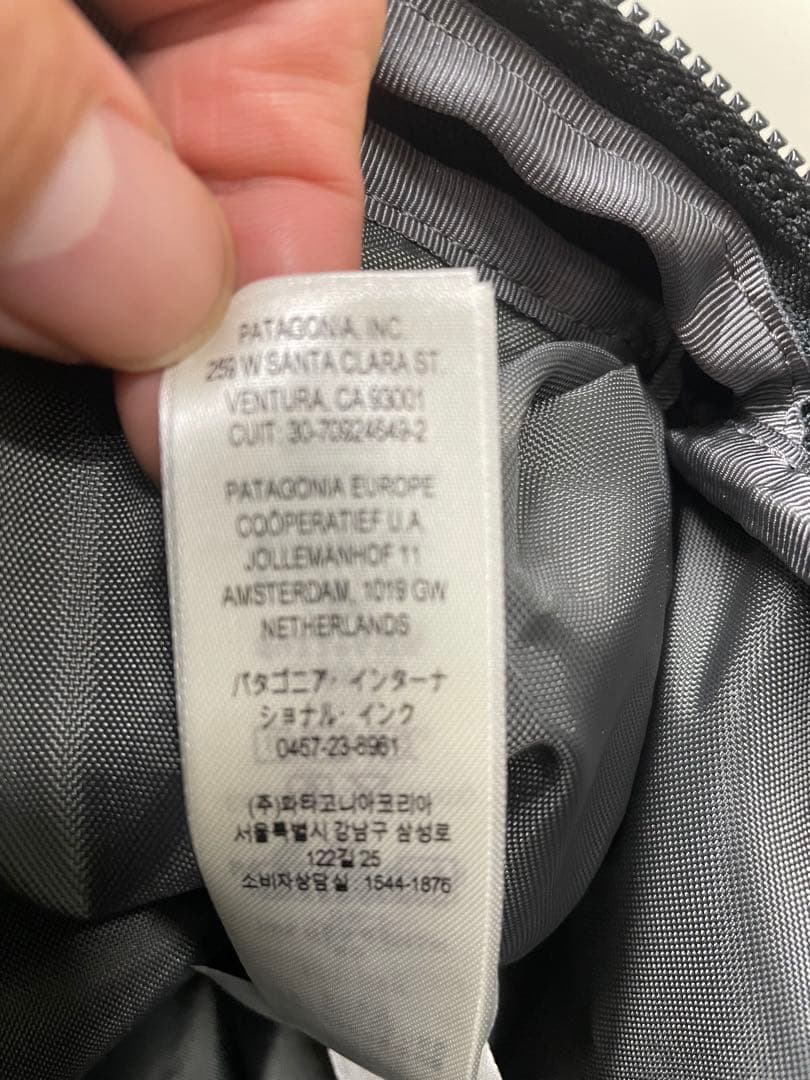 PATAGONIA, INC.
259 W SANTA CLARA ST.
VENTURA, CA 93001
CUIT: 30-70924649-2
PATAGONIA EUROPE
COÖPERATIEF U.A.
JOLLEMANHOF 11
AMSTERDAM, 1019 GW
NETHERLANDS
パタゴニア・インターナ
ショナル・インク
0467-23-8961
(주)파타고니아코리아
서울특별시 강남구 삼성로
122길 25
소비자상담실 : 1544-1876